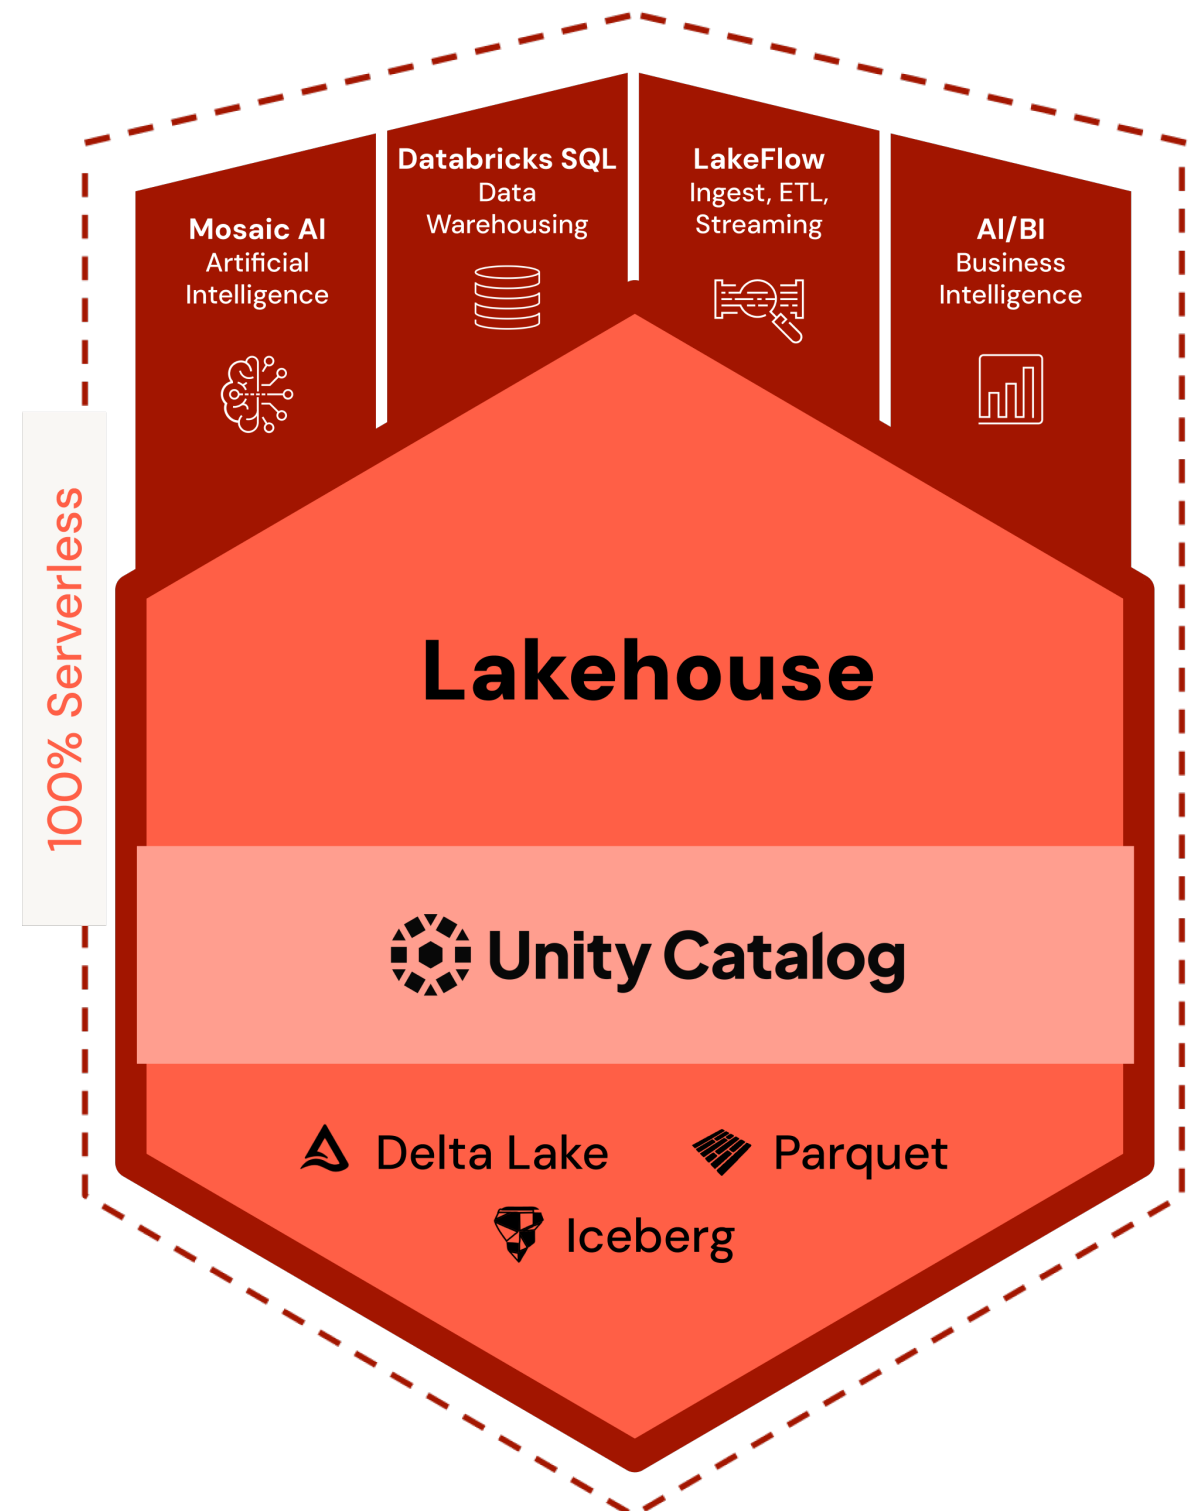 Databricks SQL
Data
Warehousing
LakeFlow
Ingest, ETL,
Streaming
Mosaic AI
Artificial
Intelligence
AI/BI
Business
Intelligence
100% Serverless
Lakehouse
Unity Catalog
Delta Lake
Parquet
Iceberg